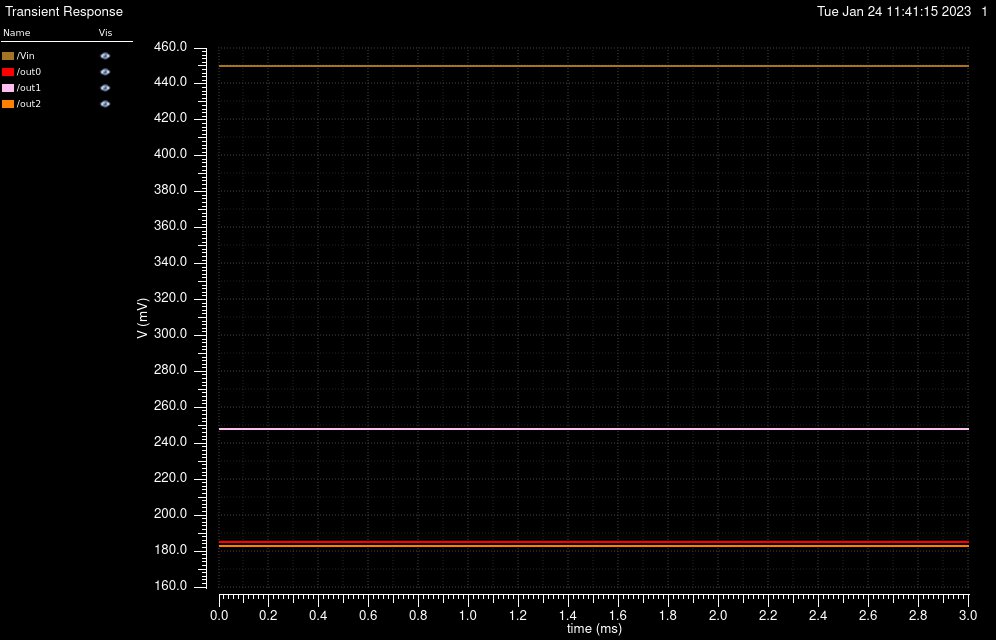 Transient Response
Tue Jan 24 11:41:15 2023 1
Name Vis
/Vin
/out0
/out1
/out2
V (mV)
460.0
440.0
420.0
400.0
380.0
360.0
340.0
320.0
300.0
280.0
260.0
240.0
220.0
200.0
180.0
160.0
0.0 0.2 0.4 0.6 0.8 1.0 1.2 1.4 1.6 1.8 2.0 2.2 2.4 2.6 2.8 3.0
time (ms)